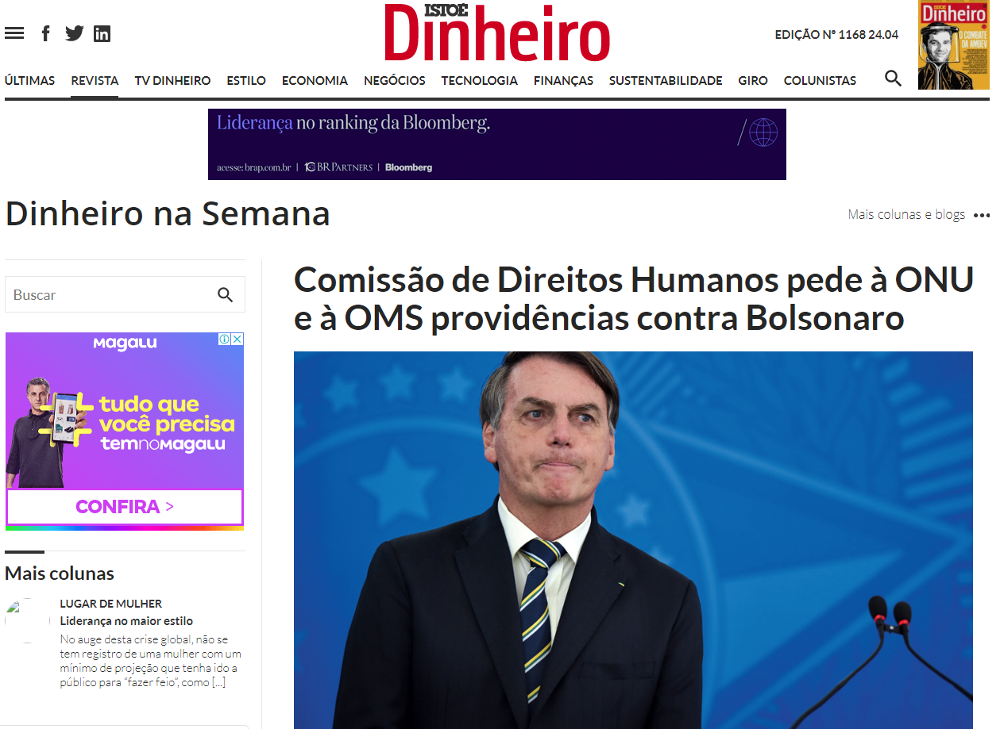 ISTOÉ
Dinheiro
EDIÇÃO Nº 1168 24.04
ISTOÉ
Dinheiro
O COMBATE
DA AMBEV
ÚLTIMAS REVISTA TV DINHEIRO ESTILO ECONOMIA NEGÓCIOS TECNOLOGIA FINANÇAS SUSTENTABILIDADE GIRO COLUNISTAS
Liderança no ranking da Bloomberg.
acesse: brap.com.br | BR PARTNERS | Bloomberg
Dinheiro na Semana
Mais colunas e blogs
Buscar
MAGALU
tudo que
você precisa
temnoMAGALU
CONFIRA >
Mais colunas
LUGAR DE MULHER
Liderança no maior estilo
No auge desta crise global, não se
tem registro de uma mulher com um
mínimo de projeção que tenha ido a
público para “fazer feio”, como [...]
Comissão de Direitos Humanos pede à ONU
e à OMS providências contra Bolsonaro